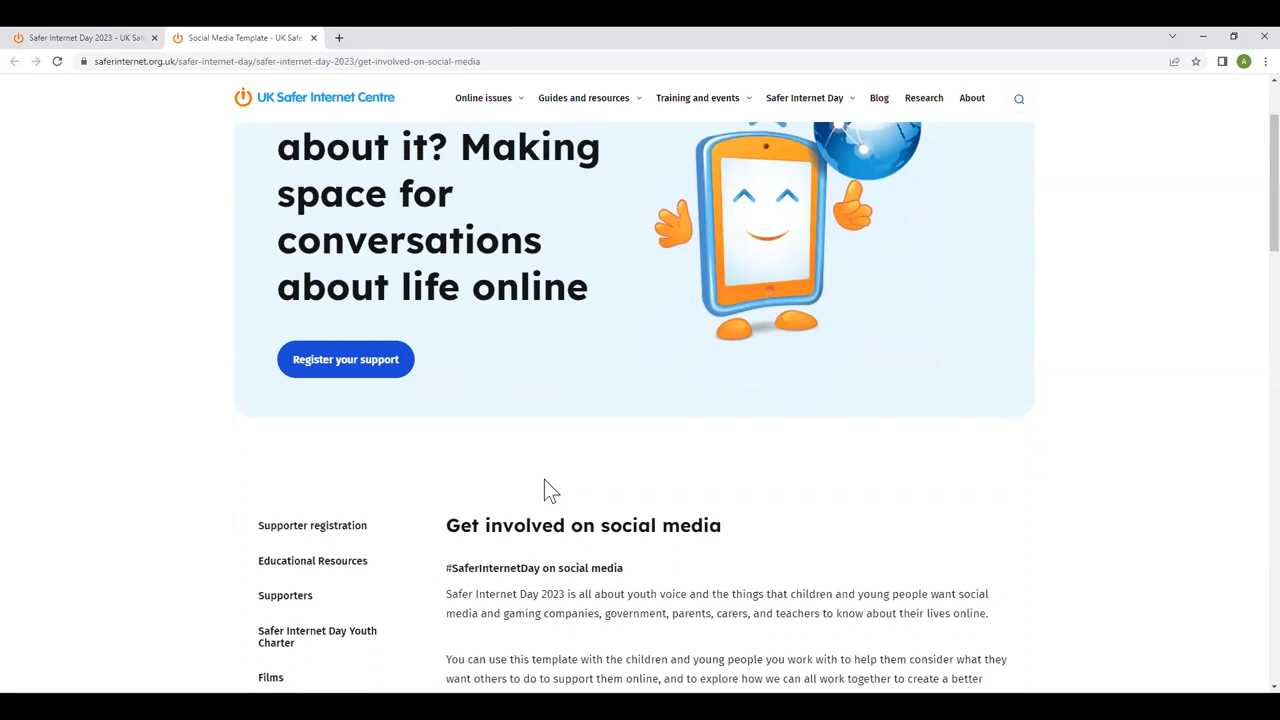 Safer Internet Day 2023 - UK Saf
Social Media Template - UK Safe
saferinternet.org.uk/safer-internet-day/safer-internet-day-2023/get-involved-on-social-media
A
UK Safer Internet Centre
Online issues
Guides and resources
Training and events
Safer Internet Day
Blog
Research
About
about it? Making
space for
conversations
about life online
Register your support
Supporter registration
Educational Resources
Supporters
Safer Internet Day Youth
Charter
Films
Get involved on social media
#SaferInternetDay on social media
Safer Internet Day 2023 is all about youth voice and the things that children and young people want social
media and gaming companies, government, parents, carers, and teachers to know about their lives online.
You can use this template with the children and young people you work with to help them consider what they
want others to do to support them online, and to explore how we can all work together to create a better